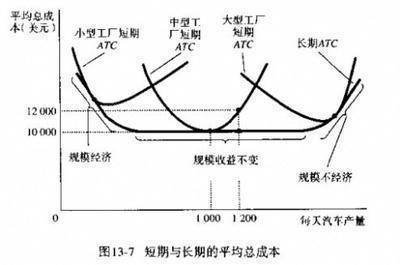 平均总成
本(美元)
小型工厂短期
ATC
中型工
厂短期
ATC
大型工厂
短期
ATC
长期ATC
12 000
10 000
规模经济
规模收益不变
规模不经济
0
1 000
1 200
每天汽车产量
图13-7 短期与长期的平均总成本